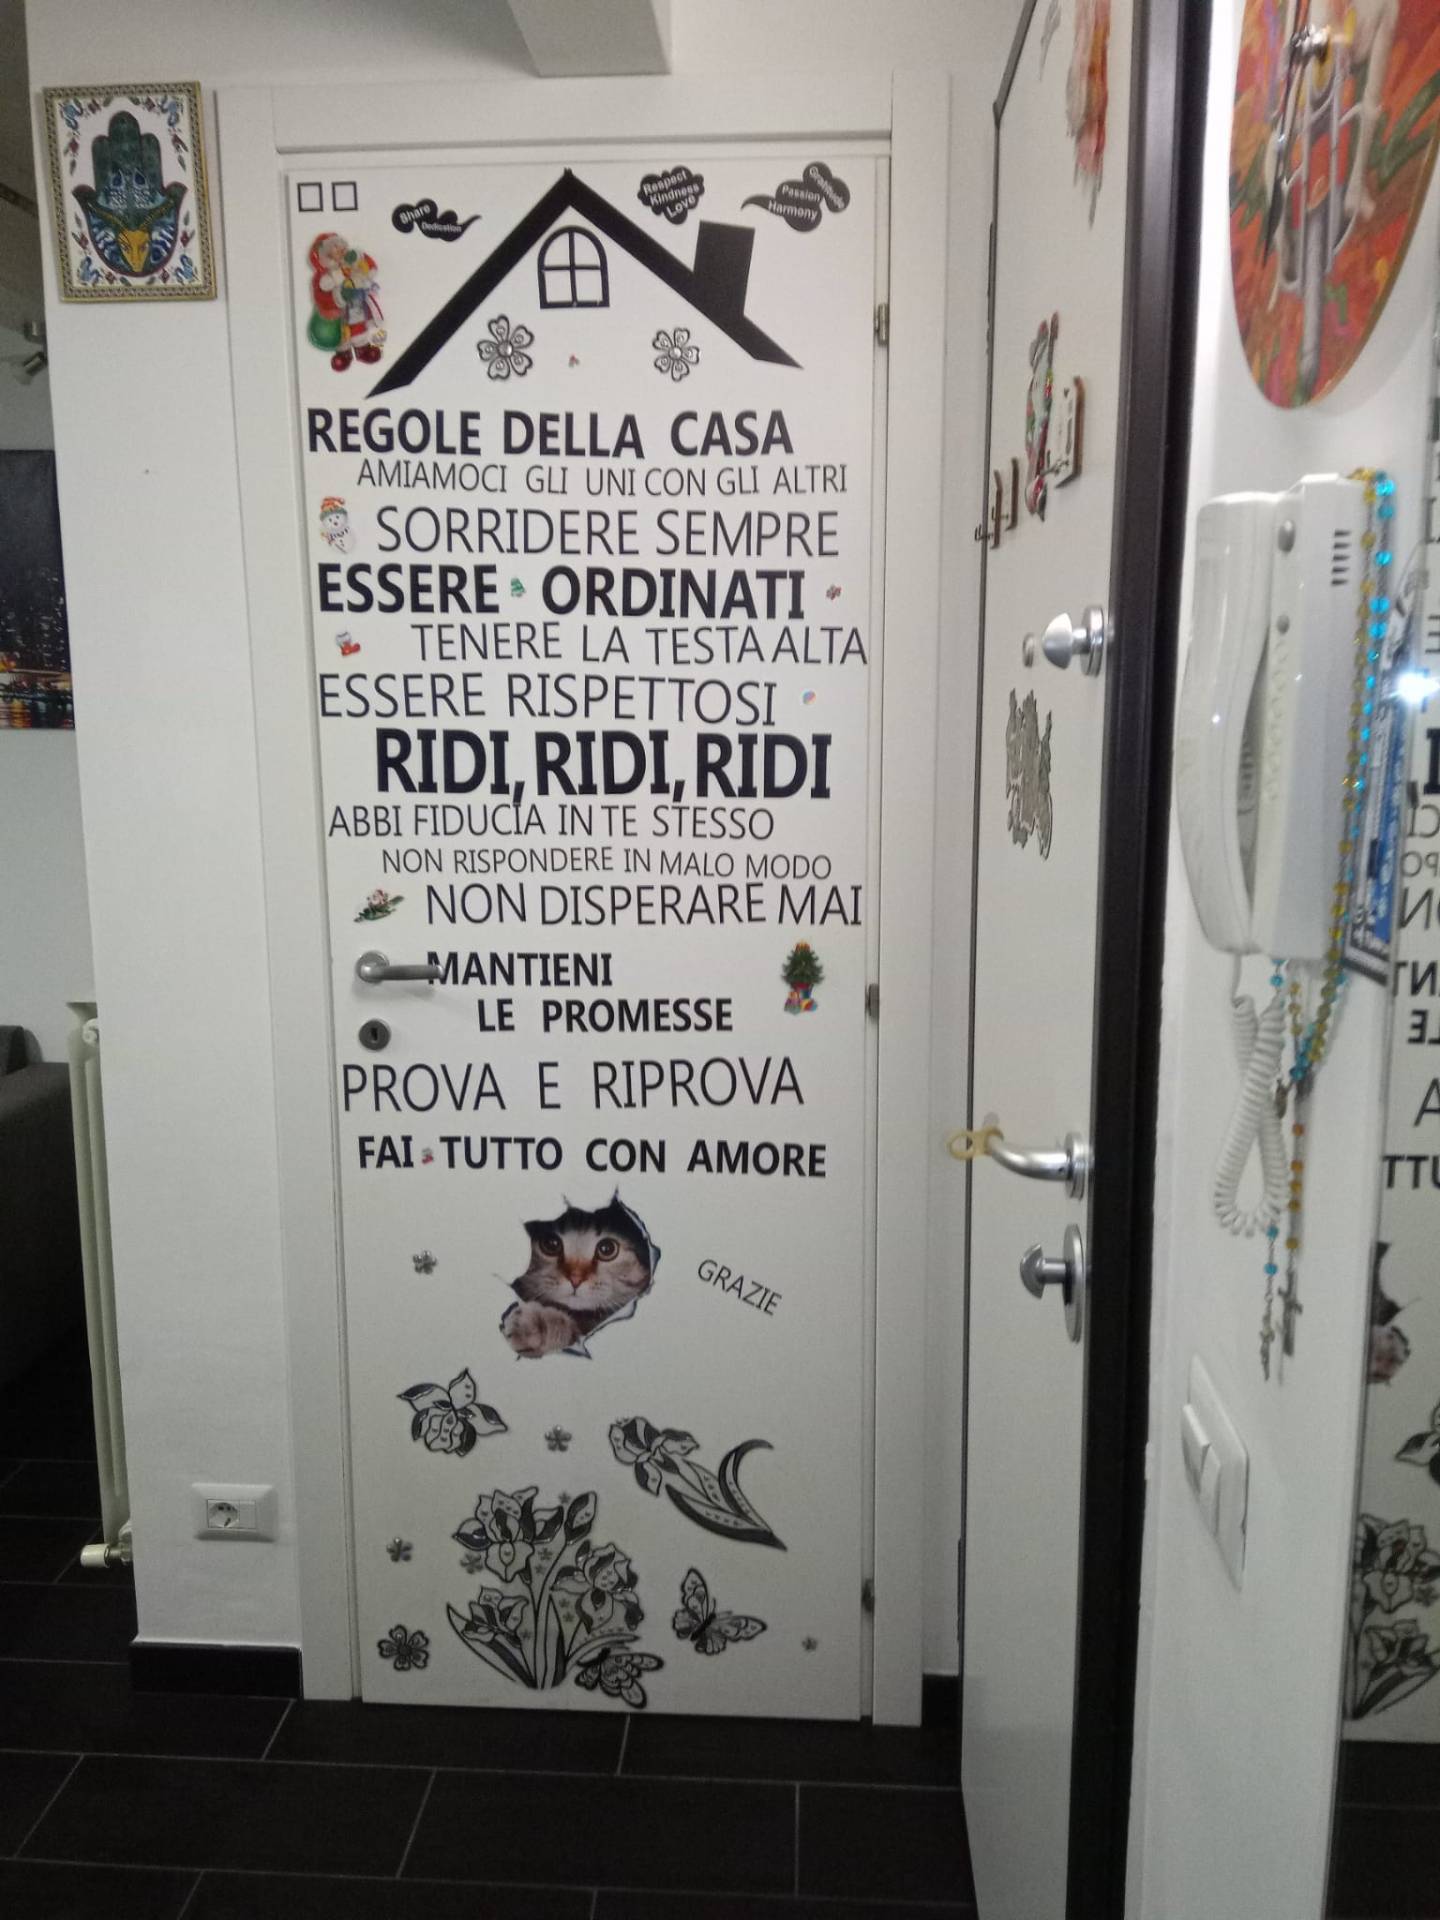 Share
Dedication
Respect
Kindness
Love
Gratitude
Passion
Harmony
REGOLE DELLA CASA
AMIAMOCI GLI UNI CON GLI ALTRI
SORRIDERE SEMPRE
ESSERE ORDINATI
TENERE LA TESTA ALTA
ESSERE RISPETTOSI
RIDI, RIDI, RIDI
ABBI FIDUCIA IN TE STESSO
NON RISPONDERE IN MALO MODO
NON DISPERARE MAI
MANTIENI
LE PROMESSE
PROVA E RIPROVA
FAI TUTTO CON AMORE
GRAZIE